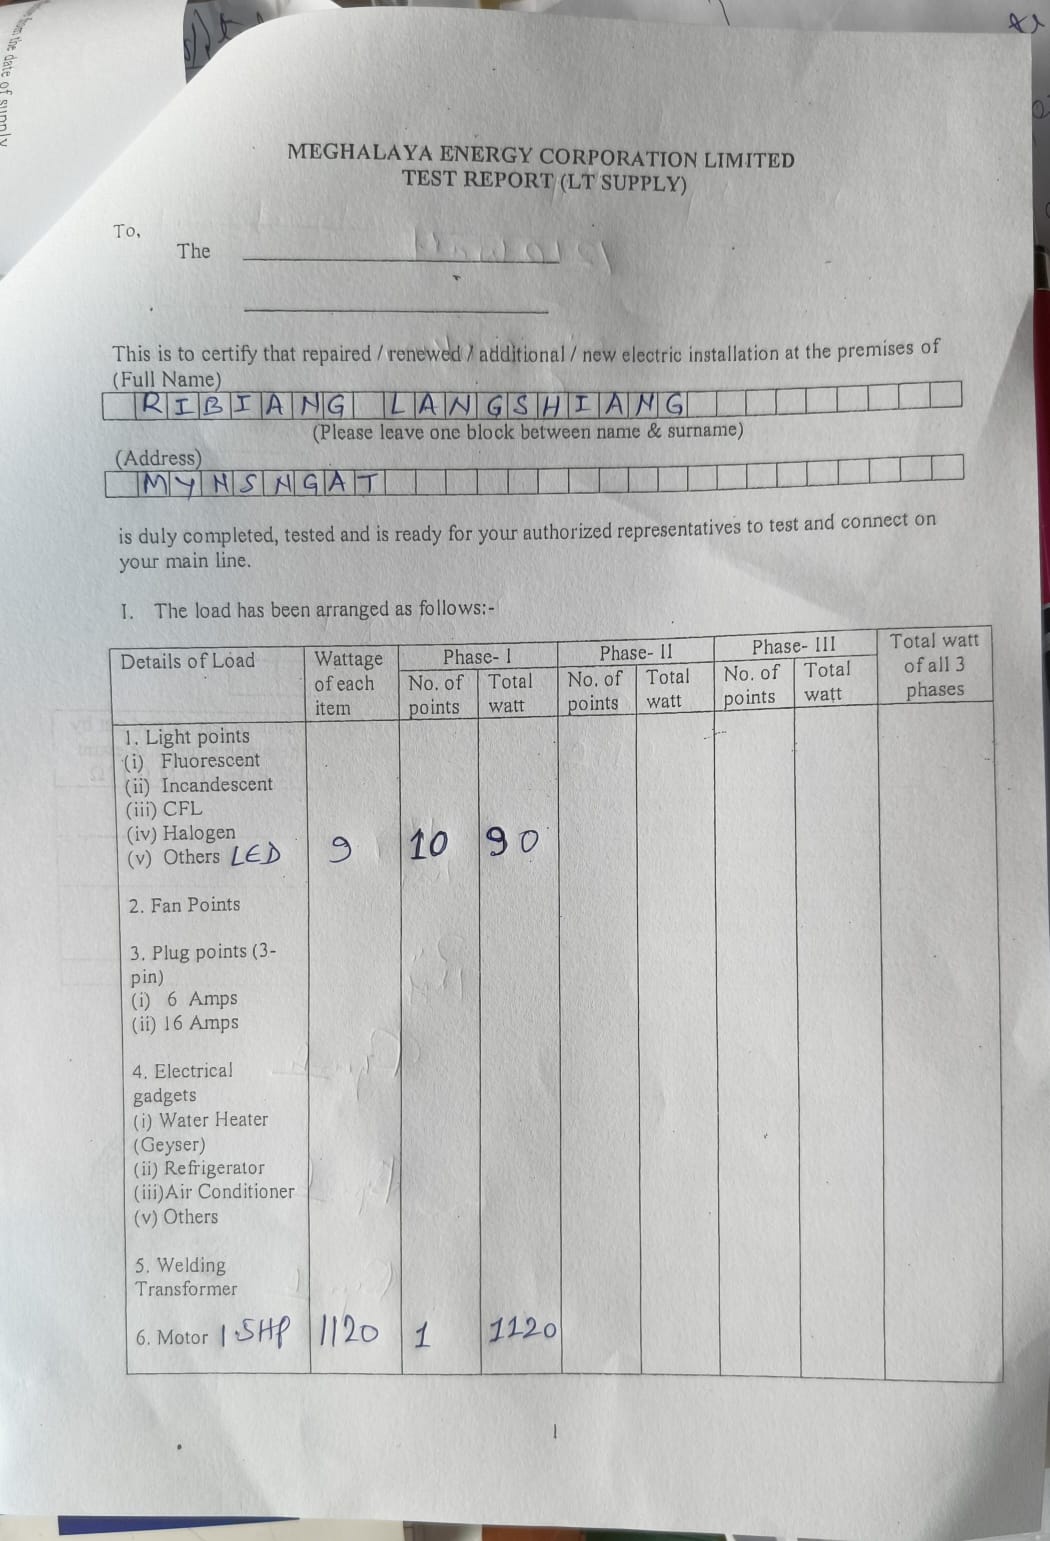 from the date of supply
MEGHALAYA ENERGY CORPORATION LIMITED
TEST REPORT (LT SUPPLY)
To,
The
This is to certify that repaired / renewed / additional / new electric installation at the premises of
(Full Name)
RIBIANG LANGSHIANG
(Please leave one block between name & surname)
(Address)
MYNSNGAT
is duly completed, tested and is ready for your authorized representatives to test and connect on
your main line.
I. The load has been arranged as follows:-
Details of Load Wattage of each item Phase- I Phase- II Phase- III Total watt of all 3 phases
No. of points Total watt No. of points Total watt No. of points Total watt
1. Light points
(i) Fluorescent
(ii) Incandescent
(iii) CFL
(iv) Halogen
(v) Others LED 9 10 90
2. Fan Points
3. Plug points (3-
pin)
(i) 6 Amps
(ii) 16 Amps
4. Electrical
gadgets
(i) Water Heater
(Geyser)
(ii) Refrigerator
(iii)Air Conditioner
(v) Others
5. Welding
Transformer
6. Motor 1.5HP 1120 1 1120
1